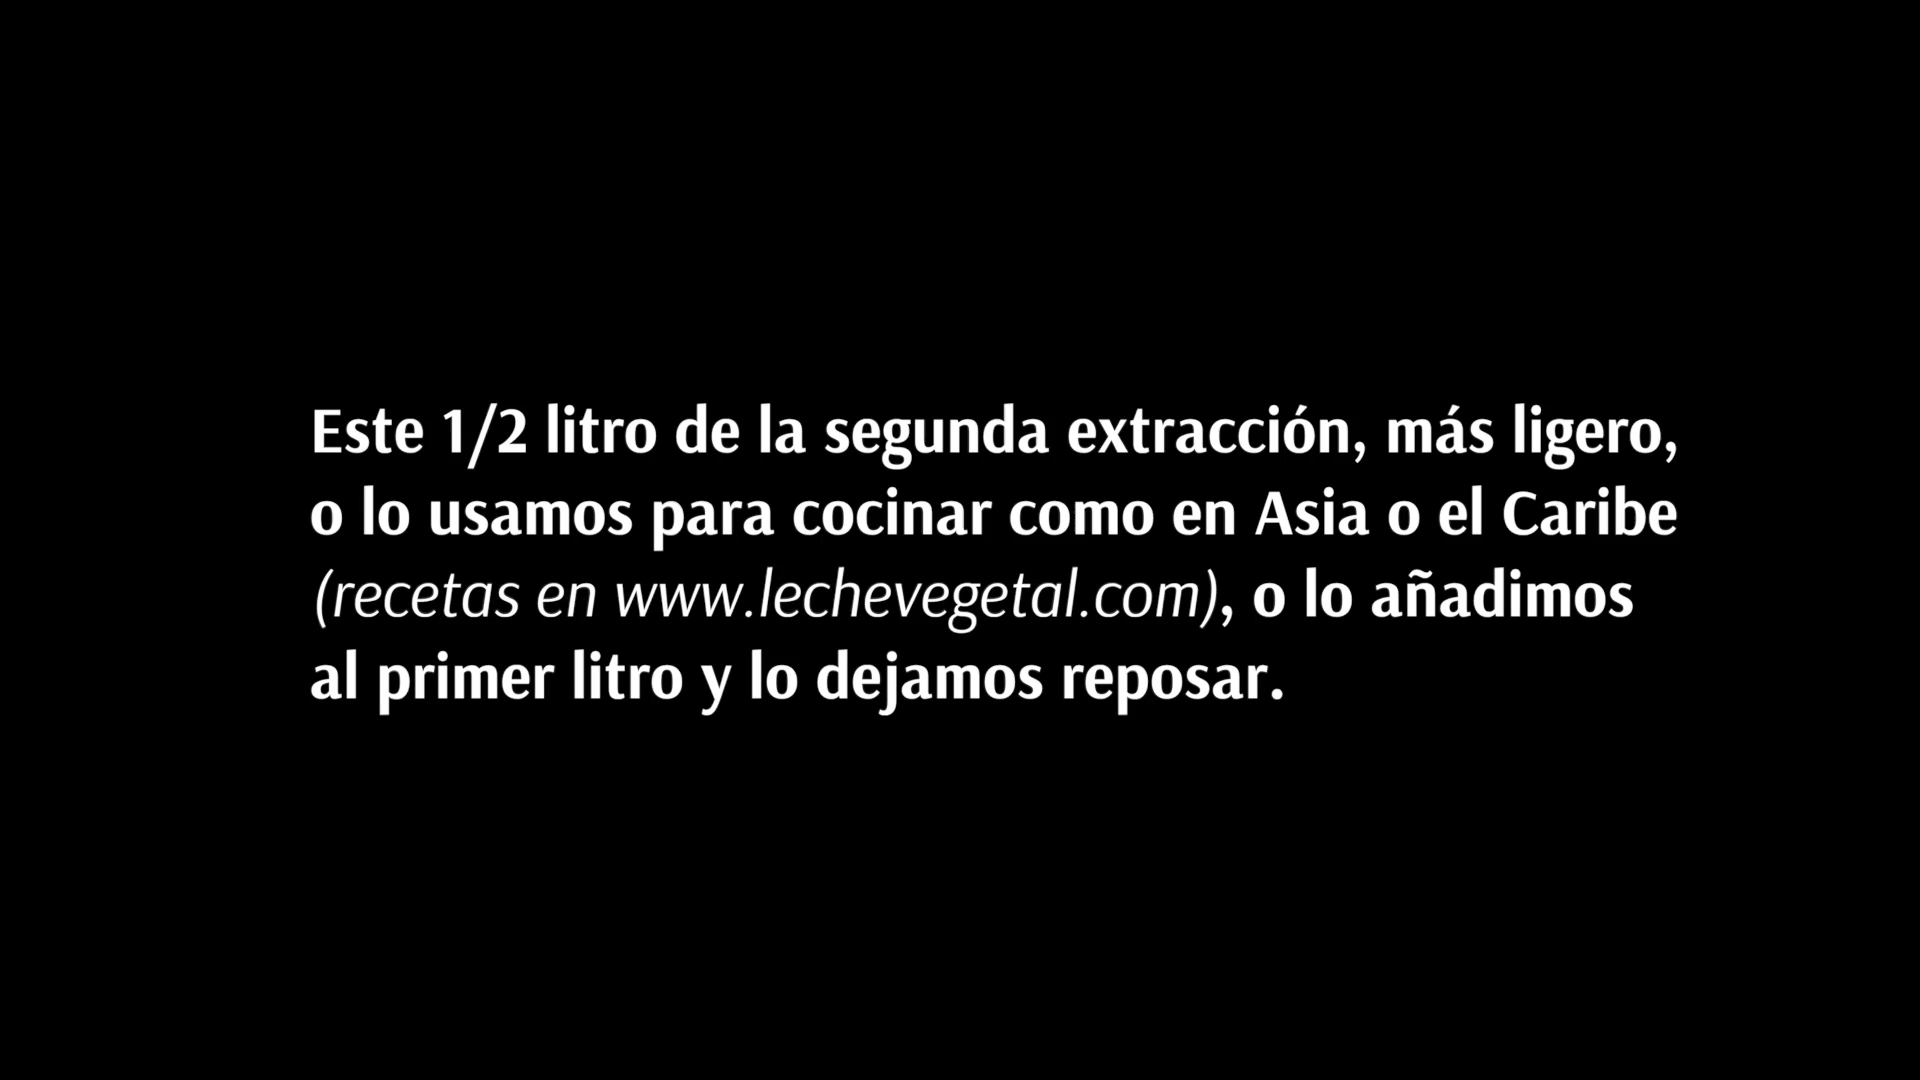 Este 1/2 litro de la segunda extracción, más ligero,
o lo usamos para cocinar como en Asia o el Caribe
(recetas en www.lechevegetal.com), o lo añadimos
al primer litro y lo dejamos reposar.